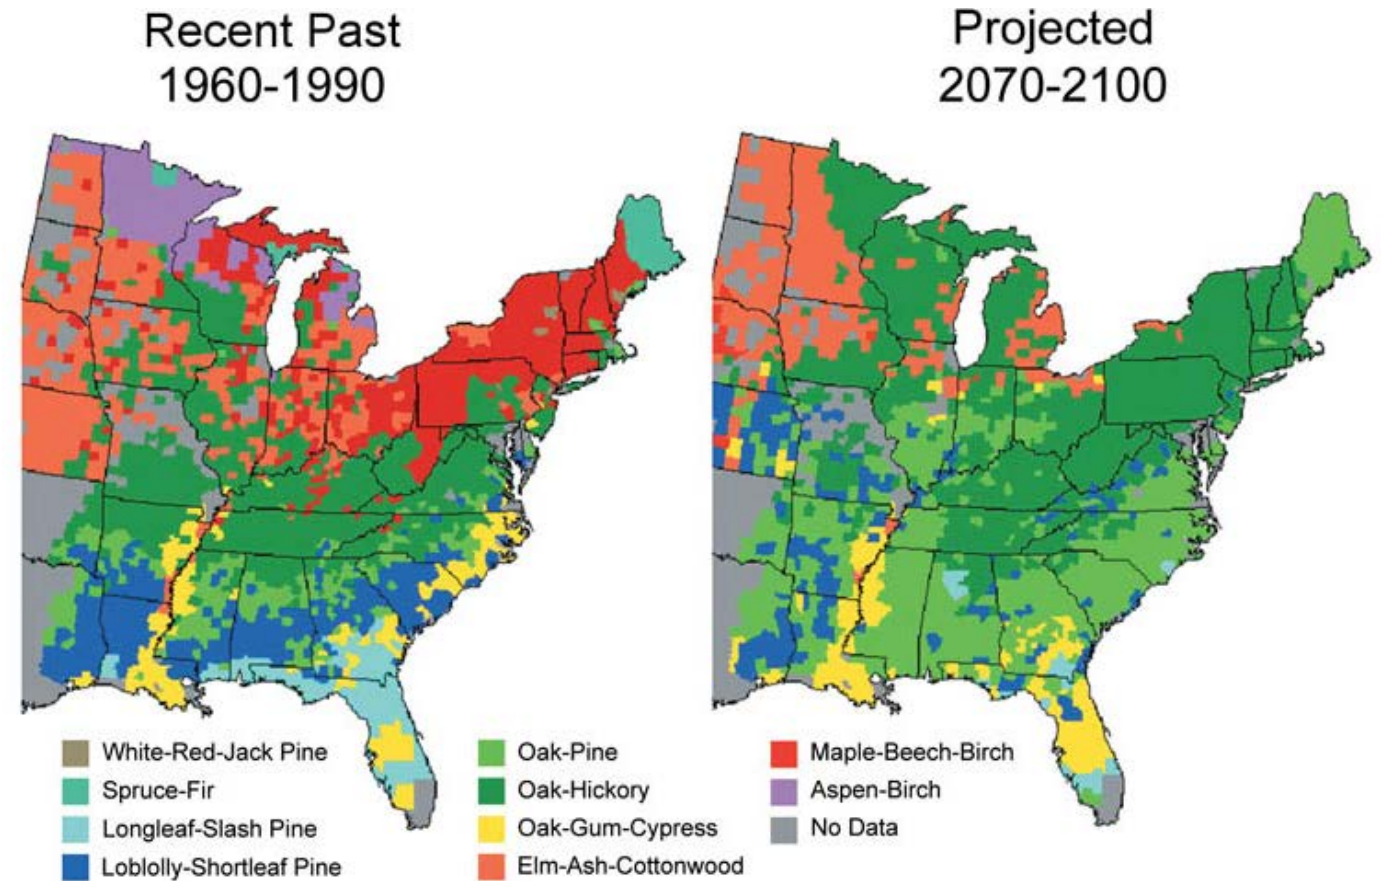 Recent Past
1960-1990
Projected
2070-2100
White-Red-Jack Pine
Spruce-Fir
Longleaf-Slash Pine
Loblolly-Shortleaf Pine
Oak-Pine
Oak-Hickory
Oak-Gum-Cypress
Elm-Ash-Cottonwood
Maple-Beech-Birch
Aspen-Birch
No Data